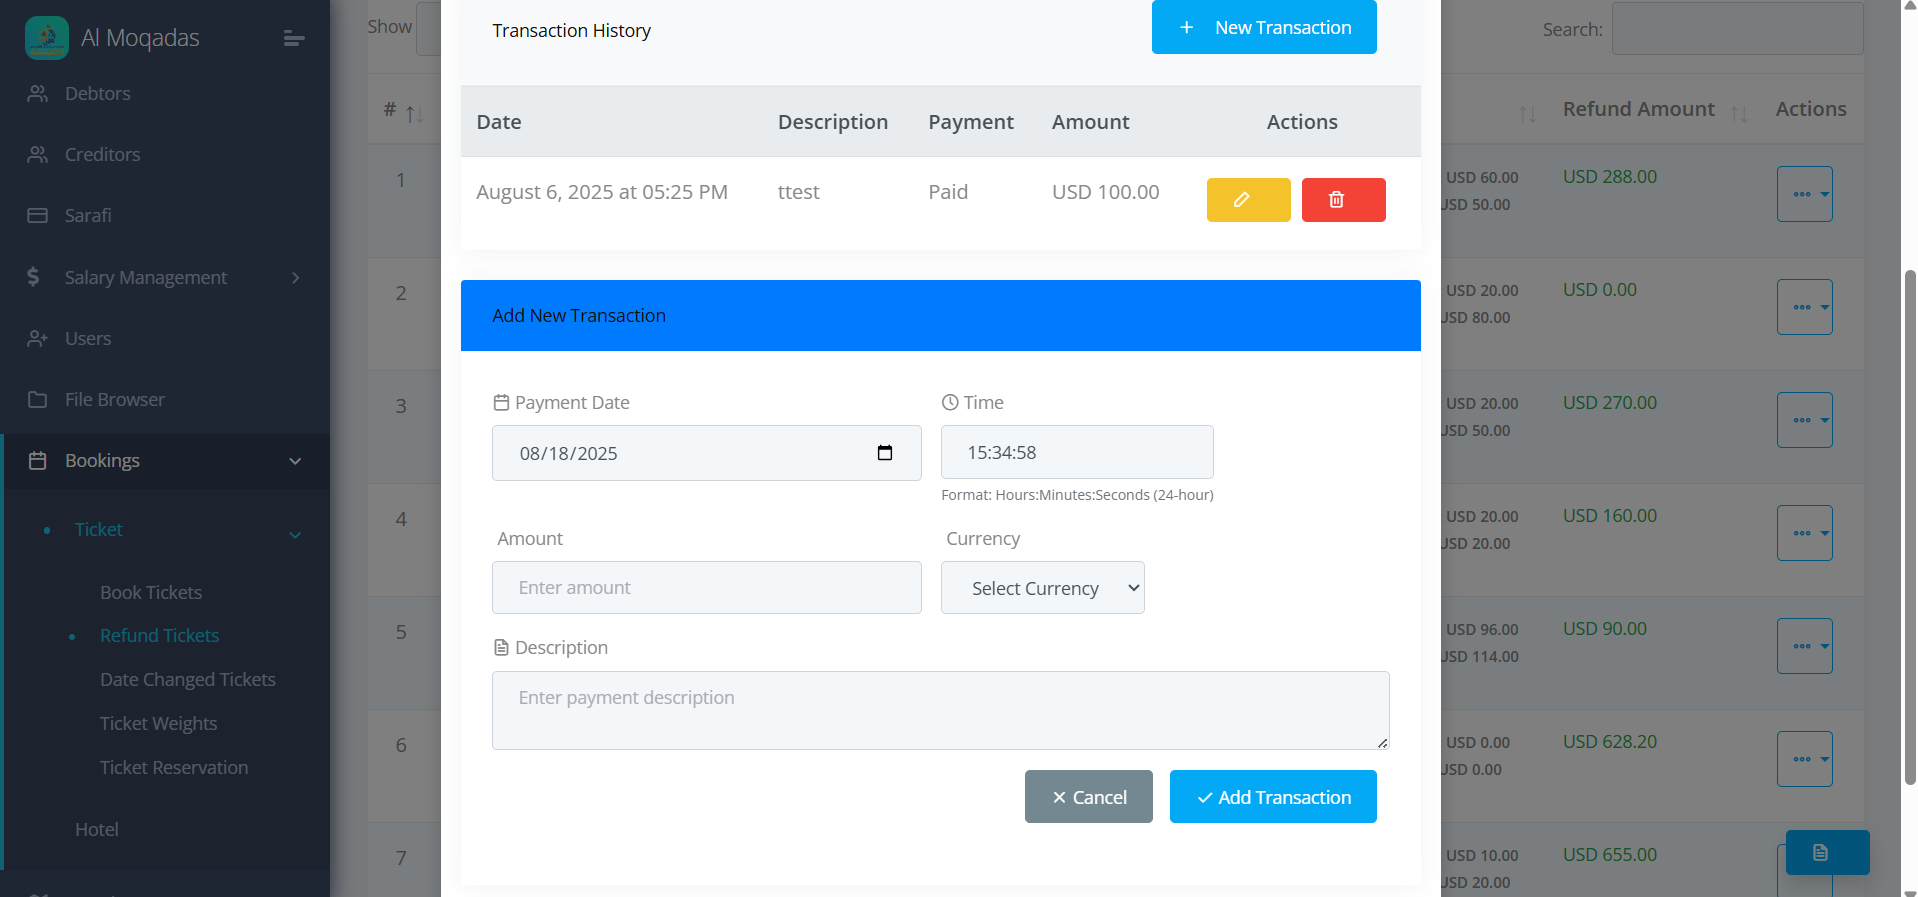 Al Moqadas
Debtors
Creditors
Sarafi
Salary Management
Users
File Browser
Bookings
Ticket
Book Tickets
Refund Tickets
Date Changed Tickets
Ticket Weights
Ticket Reservation
Hotel
Show
Search:
#
Refund Amount
Actions
1
USD 60.00
USD 50.00
USD 288.00
2
USD 20.00
USD 80.00
USD 0.00
3
USD 20.00
USD 50.00
USD 270.00
4
USD 20.00
USD 20.00
USD 160.00
5
USD 96.00
USD 114.00
USD 90.00
6
USD 0.00
USD 0.00
USD 628.20
7
USD 10.00
USD 20.00
USD 655.00
Transaction History
+ New Transaction
Date Description Payment Amount Actions
August 6, 2025 at 05:25 PM ttest Paid USD 100.00
Add New Transaction
Payment Date
08/18/2025
Time
15:34:58
Format: Hours:Minutes:Seconds (24-hour)
Amount
Enter amount
Currency
Select Currency
Description
Enter payment description
Cancel
Add Transaction